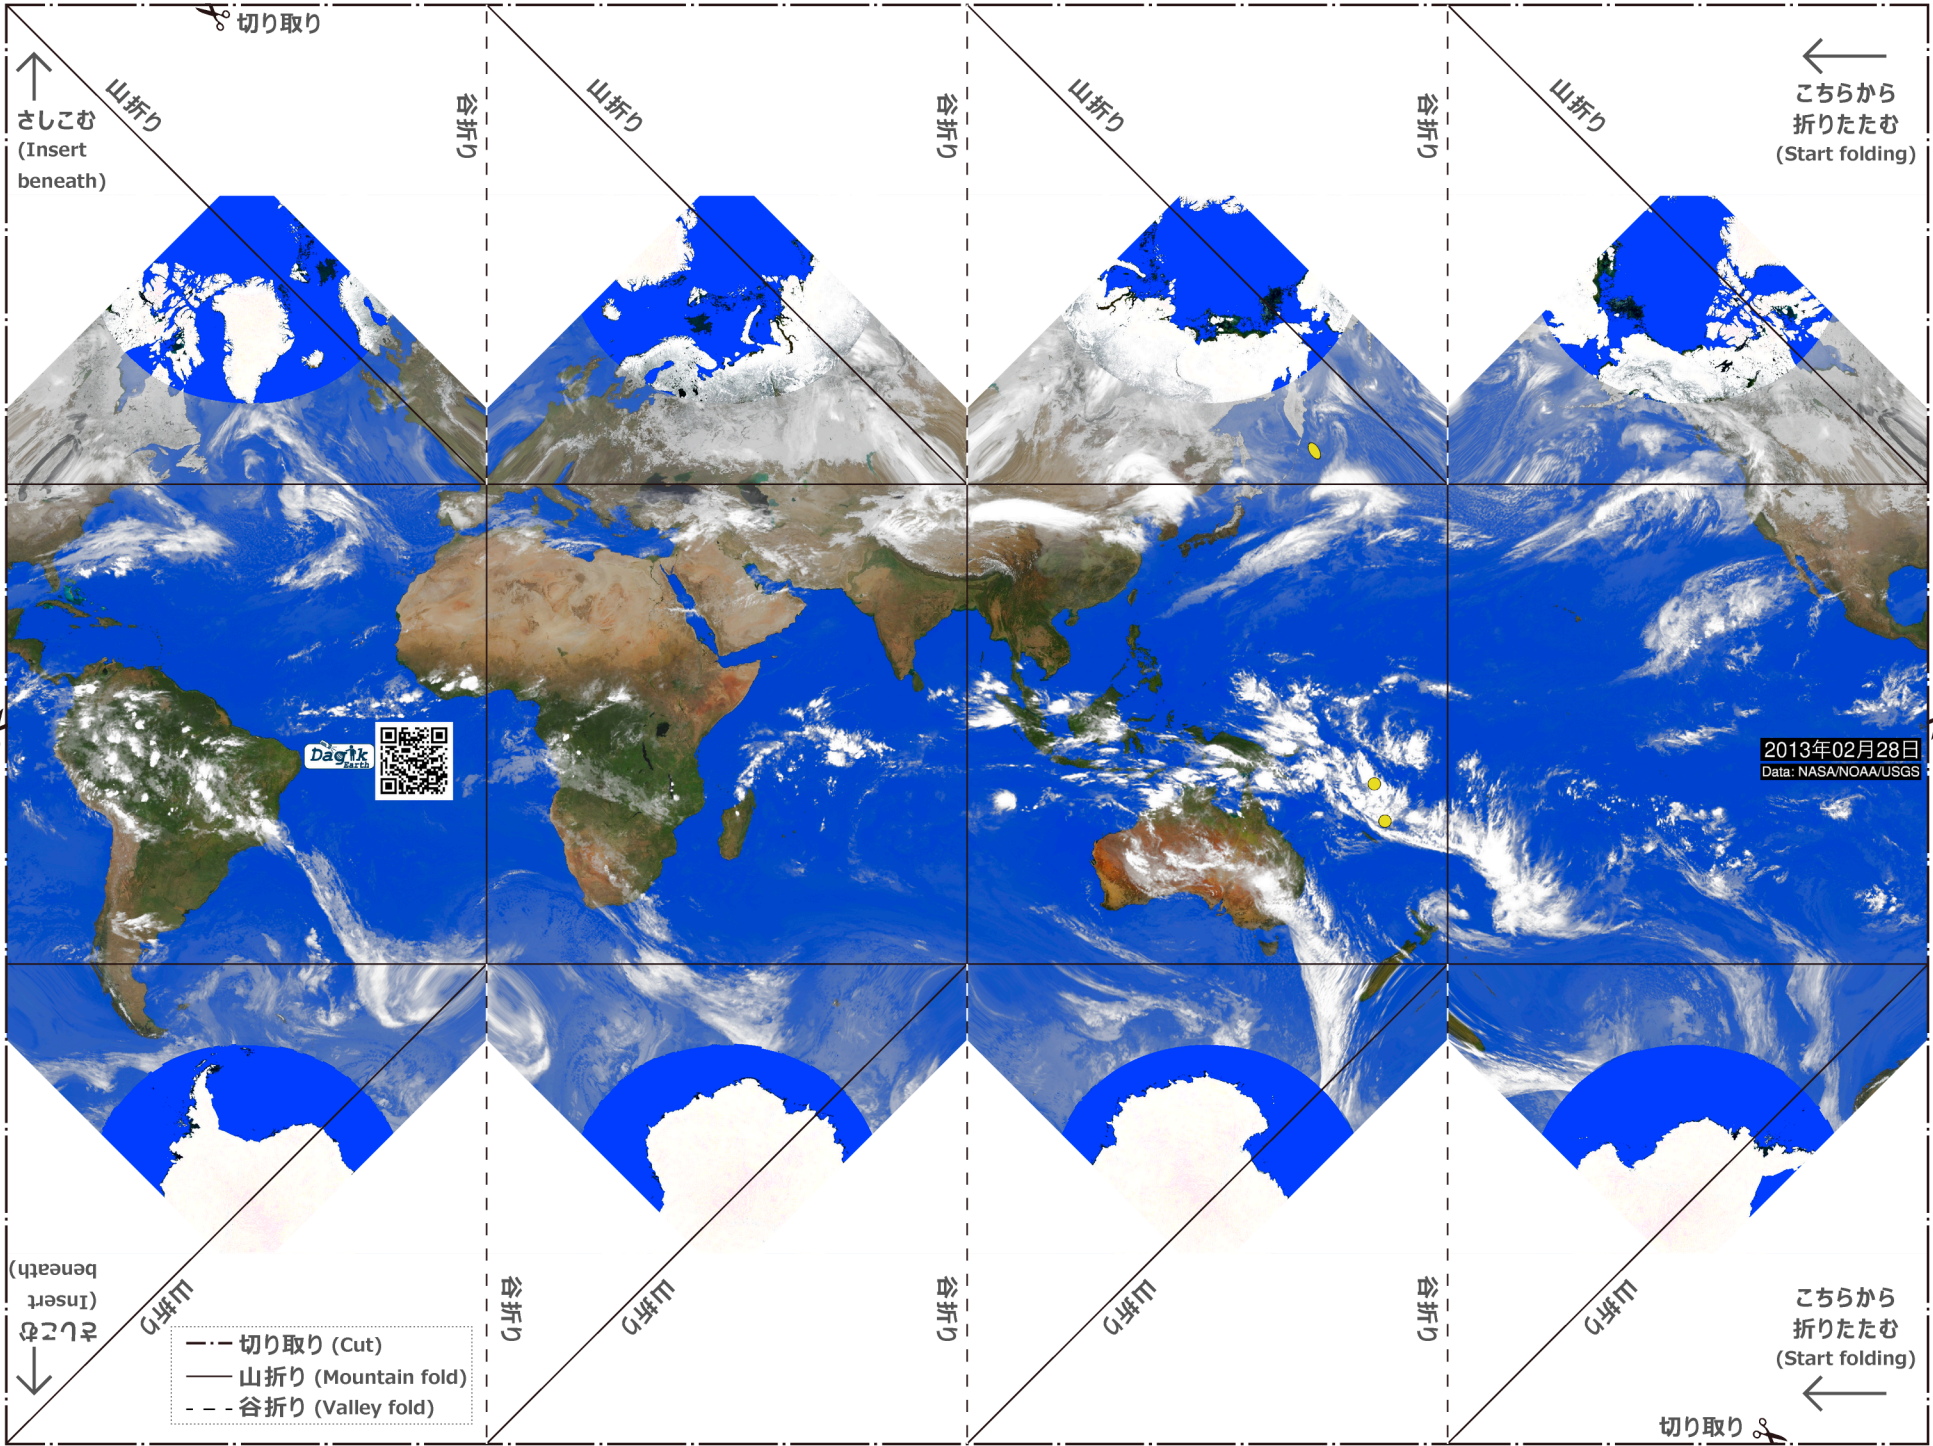 切り取り
山折り
谷折り
山折り
谷折り
山折り
谷折り
山折り
さしこむ
(Insert
beneath)
こちらから
折りたたむ
(Start folding)
Dagik
Earth
2013年02月28日
Data: NASA/NOAA/USGS
さしこむ
(Insert
beneath)
山折り
谷折り
山折り
谷折り
山折り
谷折り
山折り
こちらから
折りたたむ
(Start folding)
切り取り (Cut)
山折り (Mountain fold)
谷折り (Valley fold)
切り取り